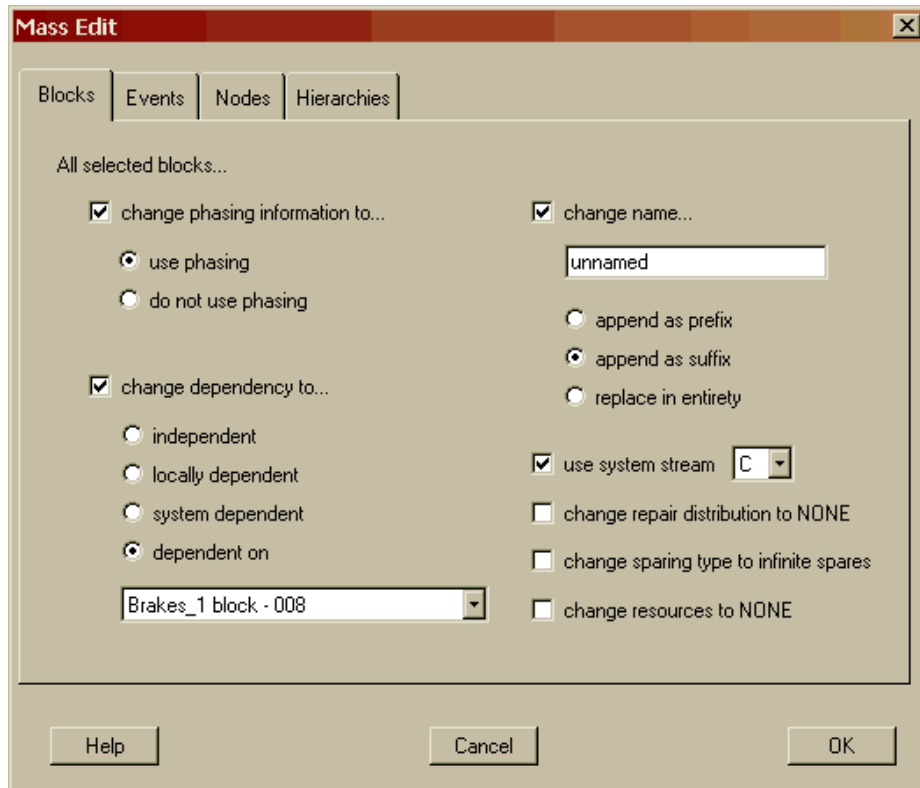 Mass Edit
Blocks
Events
Nodes
Hierarchies
All selected blocks...
change phasing information to...
use phasing
do not use phasing
change dependency to...
independent
locally dependent
system dependent
dependent on
Brakes_1 block - 008
change name...
unnamed
append as prefix
append as suffix
replace in entirety
use system stream C
change repair distribution to NONE
change sparing type to infinite spares
change resources to NONE
Help
Cancel
OK